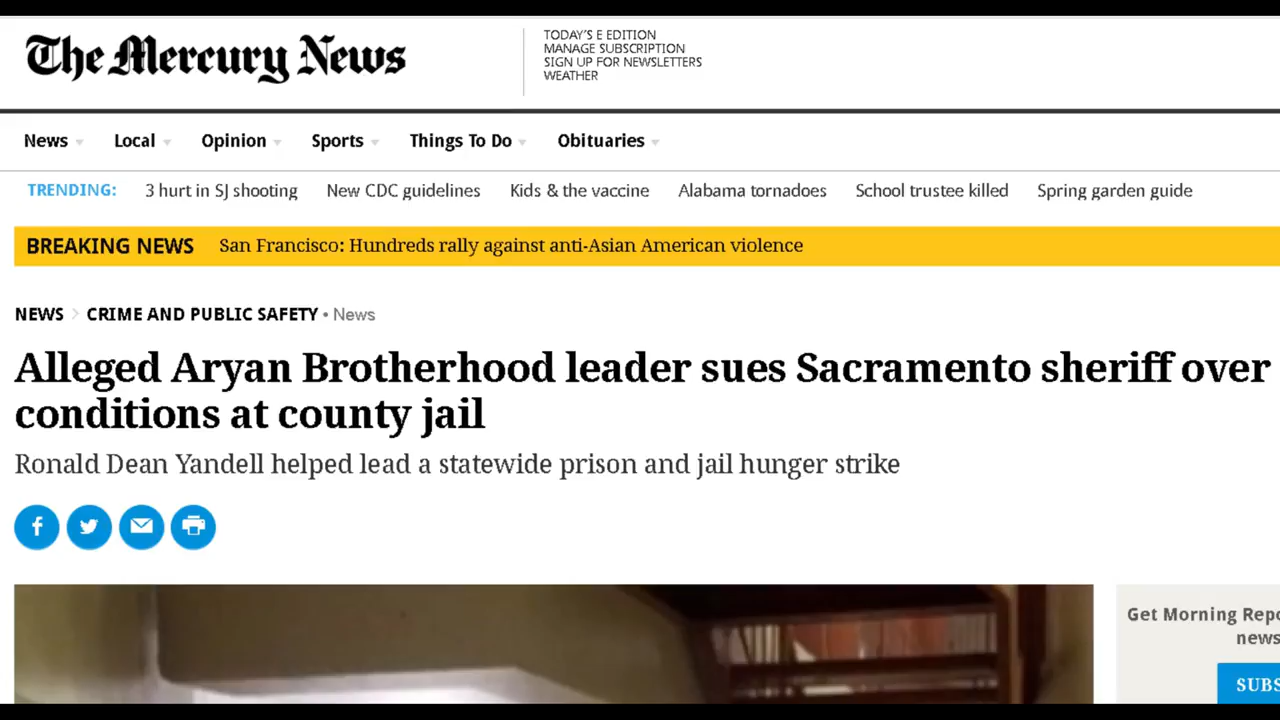 The Mercury News
TODAY'S E EDITION
MANAGE SUBSCRIPTION
SIGN UP FOR NEWSLETTERS
WEATHER
News Local Opinion Sports Things To Do Obituaries
TRENDING: 3 hurt in SJ shooting New CDC guidelines Kids & the vaccine Alabama tornadoes School trustee killed Spring garden guide
BREAKING NEWS San Francisco: Hundreds rally against anti-Asian American violence
NEWS > CRIME AND PUBLIC SAFETY • News
Alleged Aryan Brotherhood leader sues Sacramento sheriff over
conditions at county jail
Ronald Dean Yandell helped lead a statewide prison and jail hunger strike
Get Morning
news